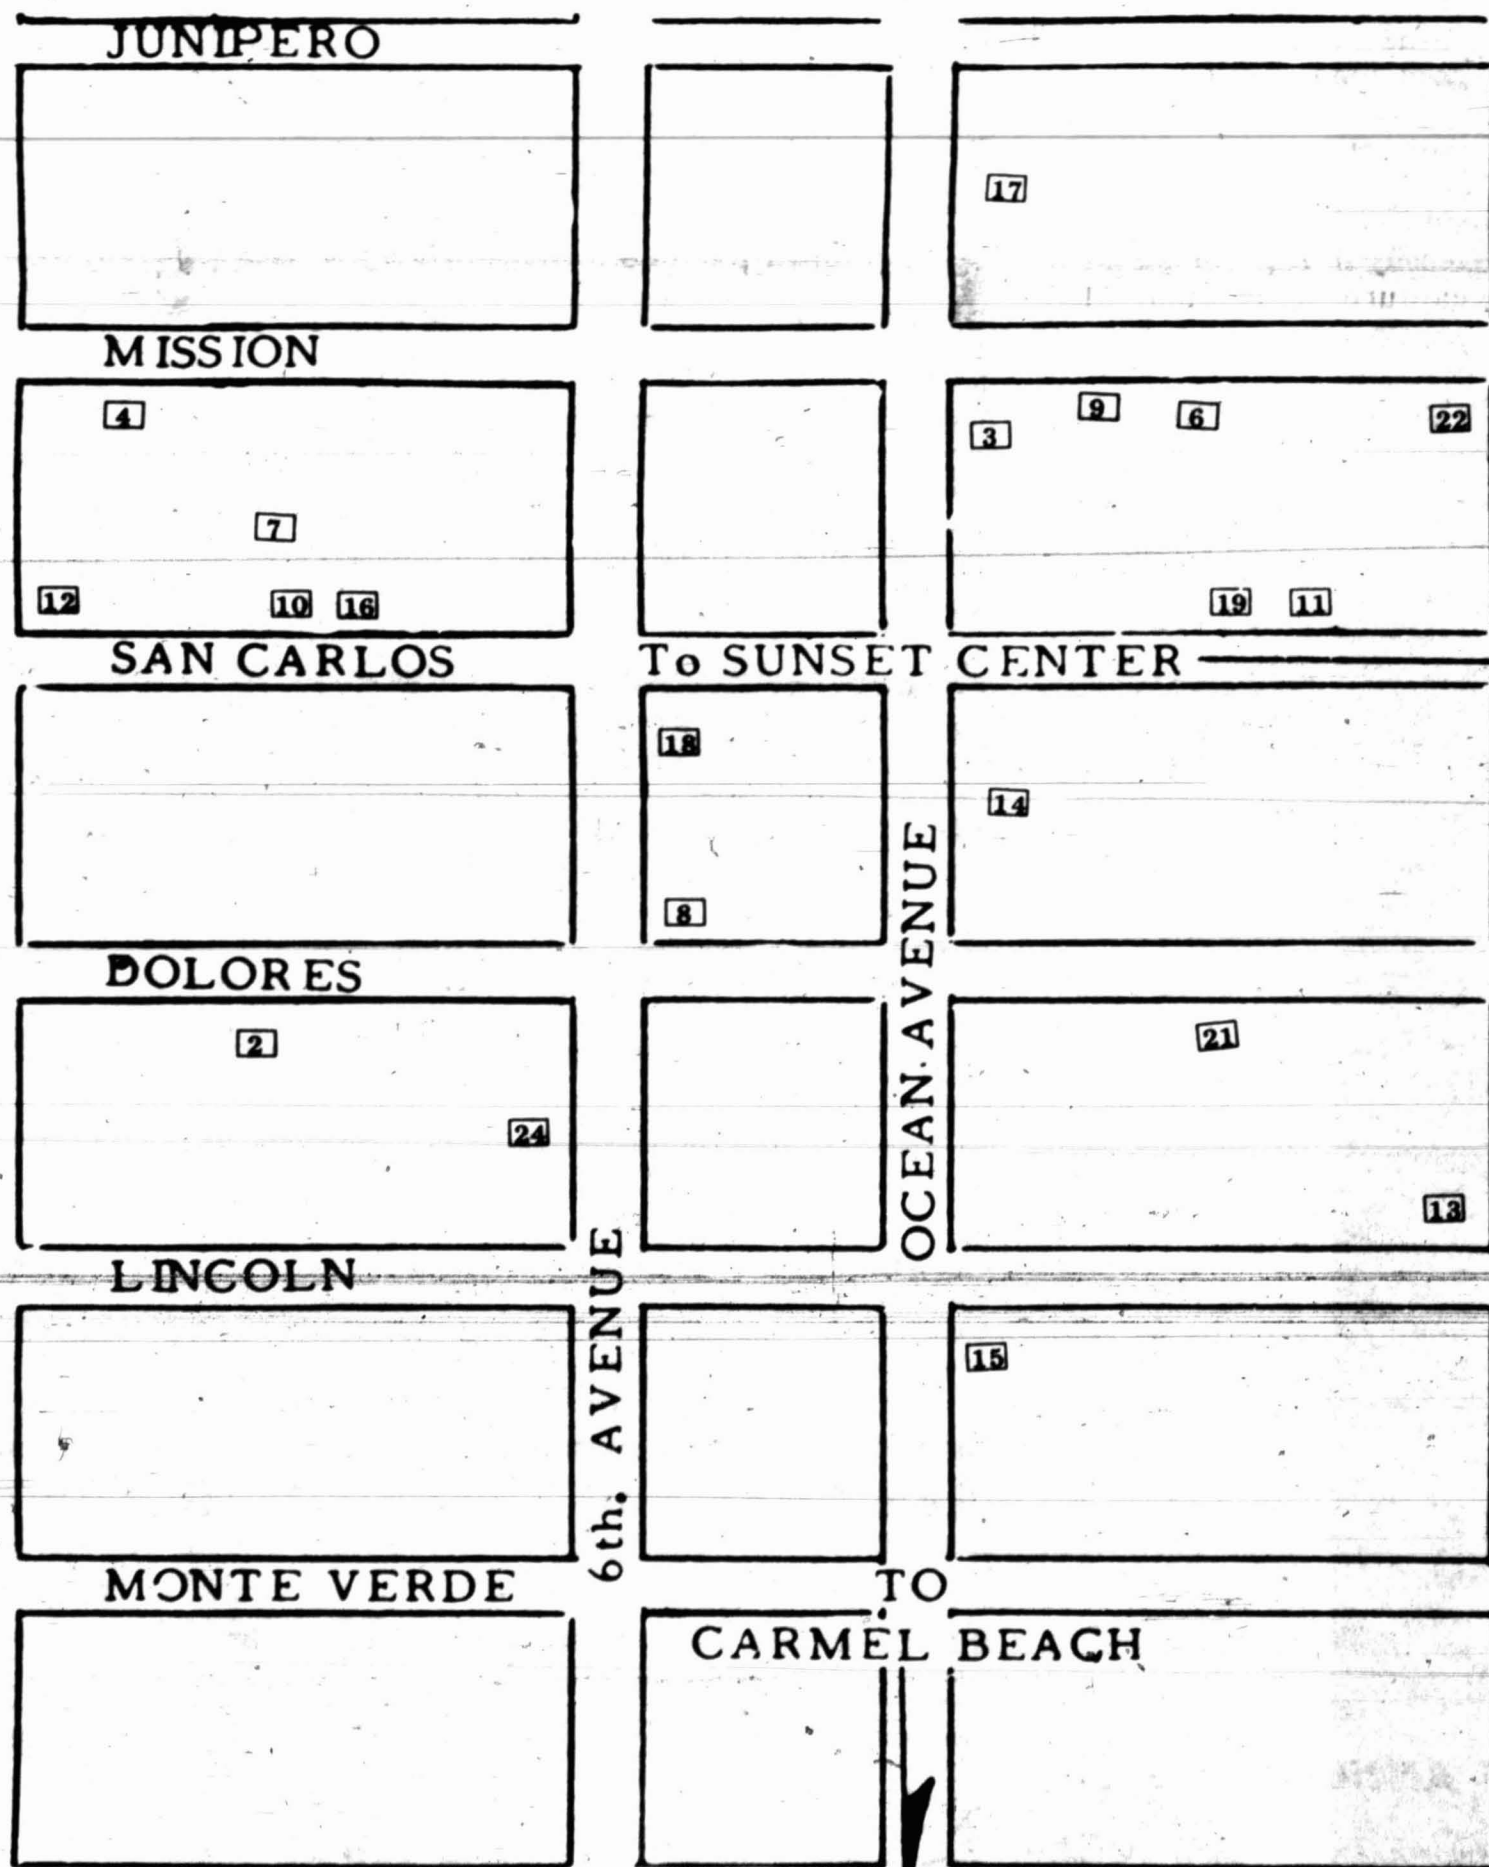 JUNIPERO
17
MISSION
4
3
9
6
22
7
12
10
16
19
11
SAN CARLOS
To SUNSET CENTER
18
14
8
DOLORES
2
21
24
13
OCEAN AVENUE
LINCOLN
15
6th. AVENUE
MONTE VERDE
TO
CARMEL BEACH